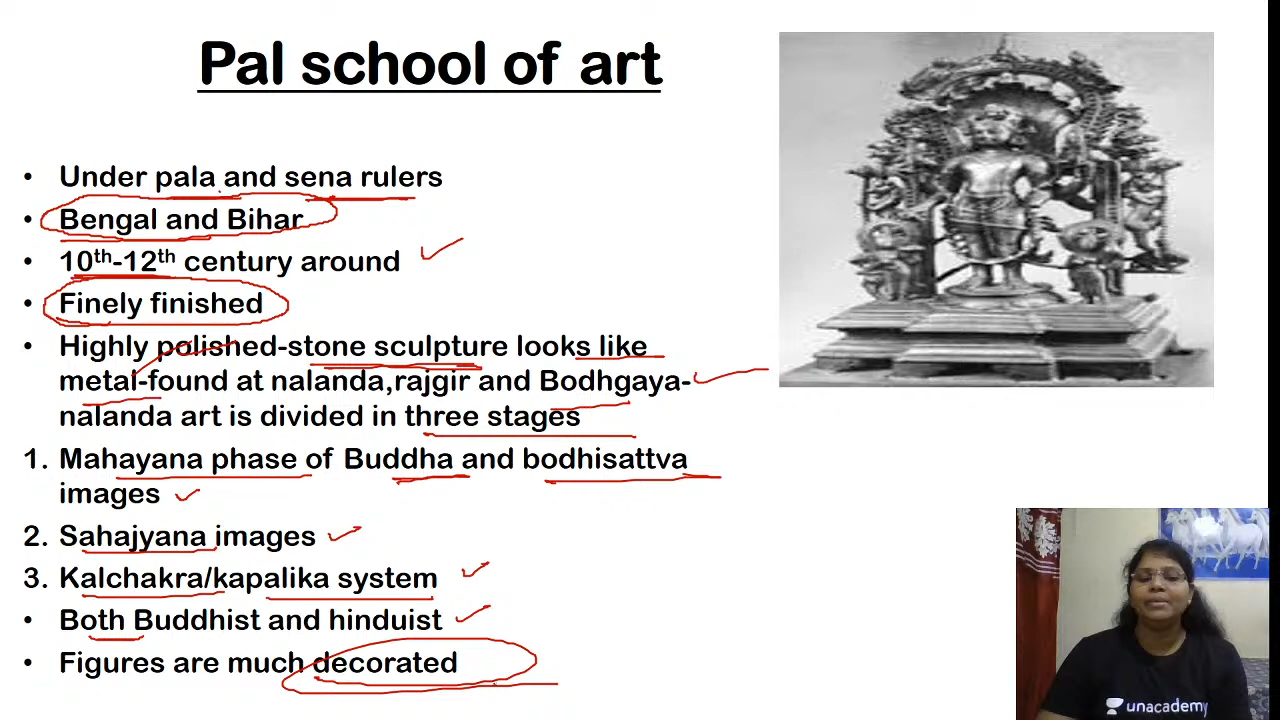 Pal school of art
• Under pala and sena rulers
• Bengal and Bihar
• 10th-12th century around
• Finely finished
• Highly polished-stone sculpture looks like
metal-found at nalanda,rajgir and Bodhgaya-
nalanda art is divided in three stages
1. Mahayana phase of Buddha and bodhisattva
images
2. Sahajyana images
3. Kalchakra/kapalika system
• Both Buddhist and hinduist
• Figures are much decorated
unacademy